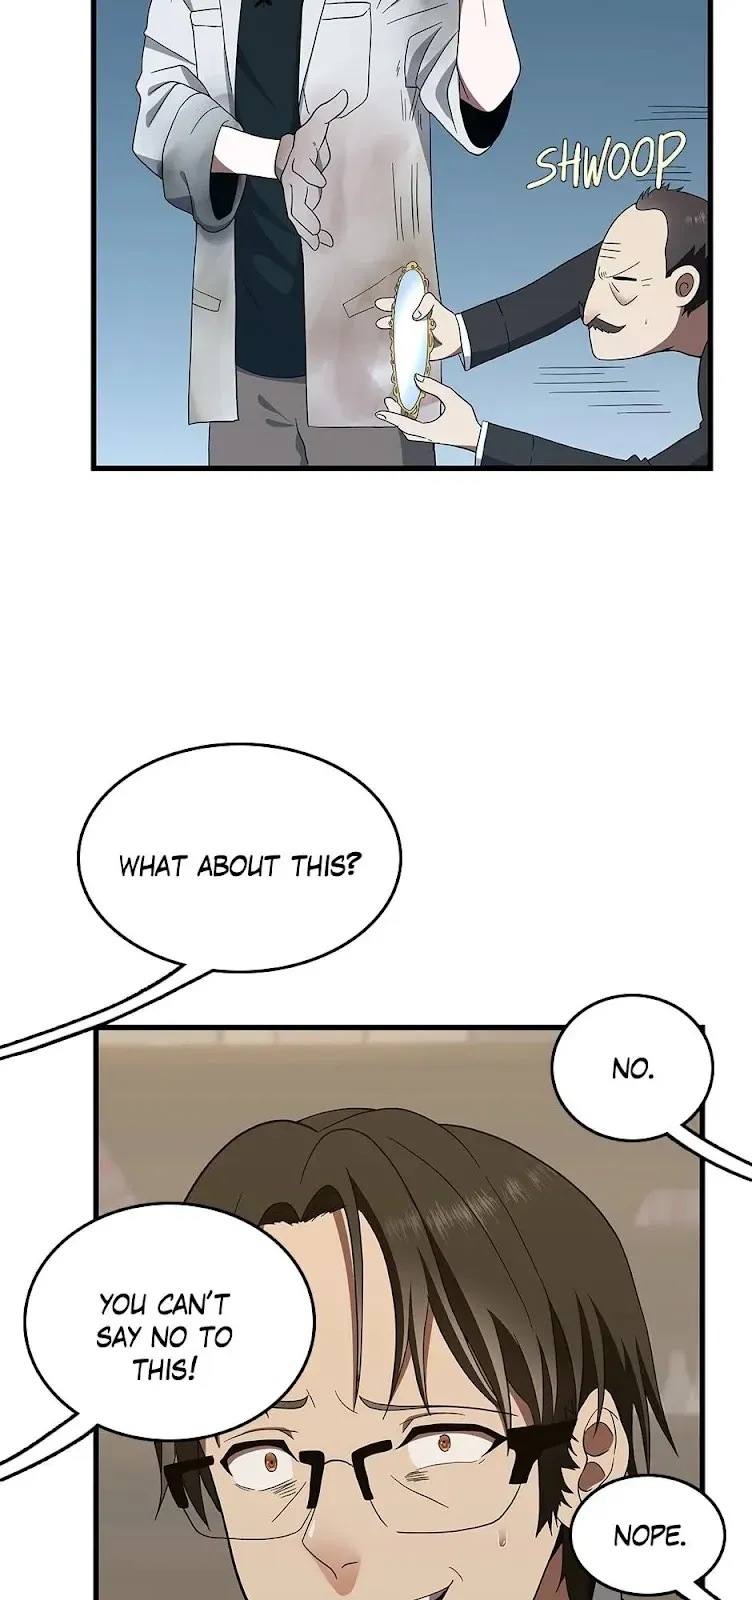 SHWOOP
WHAT ABOUT THIS?
NO.
YOU CAN'T
SAY NO TO
THIS!
NOPE.